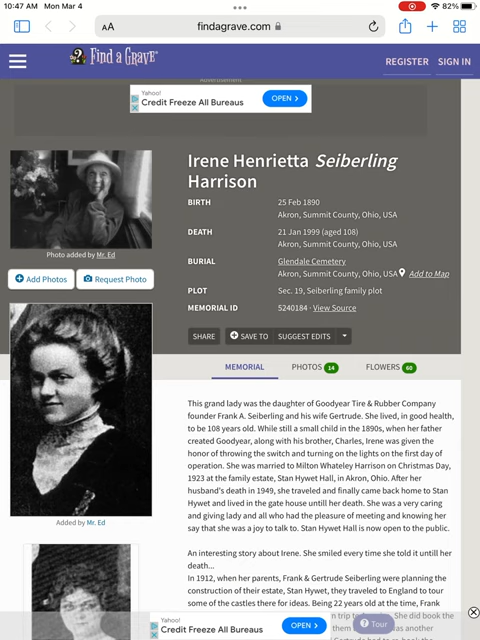 10:47 AM Mon Mar 4
82%
AA
findagrave.com
Find a Grave®
REGISTER SIGN IN
Advertisement
Yahoo!
Credit Freeze All Bureaus
OPEN >
Irene Henrietta Seiberling
Harrison
BIRTH 25 Feb 1890
Akron, Summit County, Ohio, USA
DEATH 21 Jan 1999 (aged 108)
Akron, Summit County, Ohio, USA
BURIAL Glendale Cemetery
Akron, Summit County, Ohio, USA Add to Map
PLOT Sec. 19, Seiberling family plot
MEMORIAL ID 5240184 · View Source
Photo added by Mr. Ed
Add Photos Request Photo
SHARE SAVE TO SUGGEST EDITS
MEMORIAL PHOTOS 14 FLOWERS 60
Added by Mr. Ed
This grand lady was the daughter of Goodyear Tire & Rubber Company
founder Frank A. Seiberling and his wife Gertrude. She lived, in good health,
to be 108 years old. While still a small child in the 1890s, when her father
created Goodyear, along with his brother, Charles, Irene was given the
honor of throwing the switch and turning on the lights on the first day of
operation. She was married to Milton Whateley Harrison on Christmas Day,
1923 at the family estate, Stan Hywet Hall, in Akron, Ohio. After her
husband's death in 1949, she traveled and finally came back home to Stan
Hywet and lived in the gate house untill her death. She was a very caring
and giving lady and all who had the pleasure of meeting and knowing her
say that she was a joy to talk to. Stan Hywet Hall is now open to the public.
An interesting story about Irene. She smiled every time she told it untill her
death...
In 1912, when her parents, Frank & Gertrude Seiberling were planning the
construction of their estate, Stan Hywet, they traveled to England to tour
some of the castles there for ideas. Being 22 years old at the time, Frank
Yahoo!
Credit Freeze All Bureaus
OPEN >
Tour